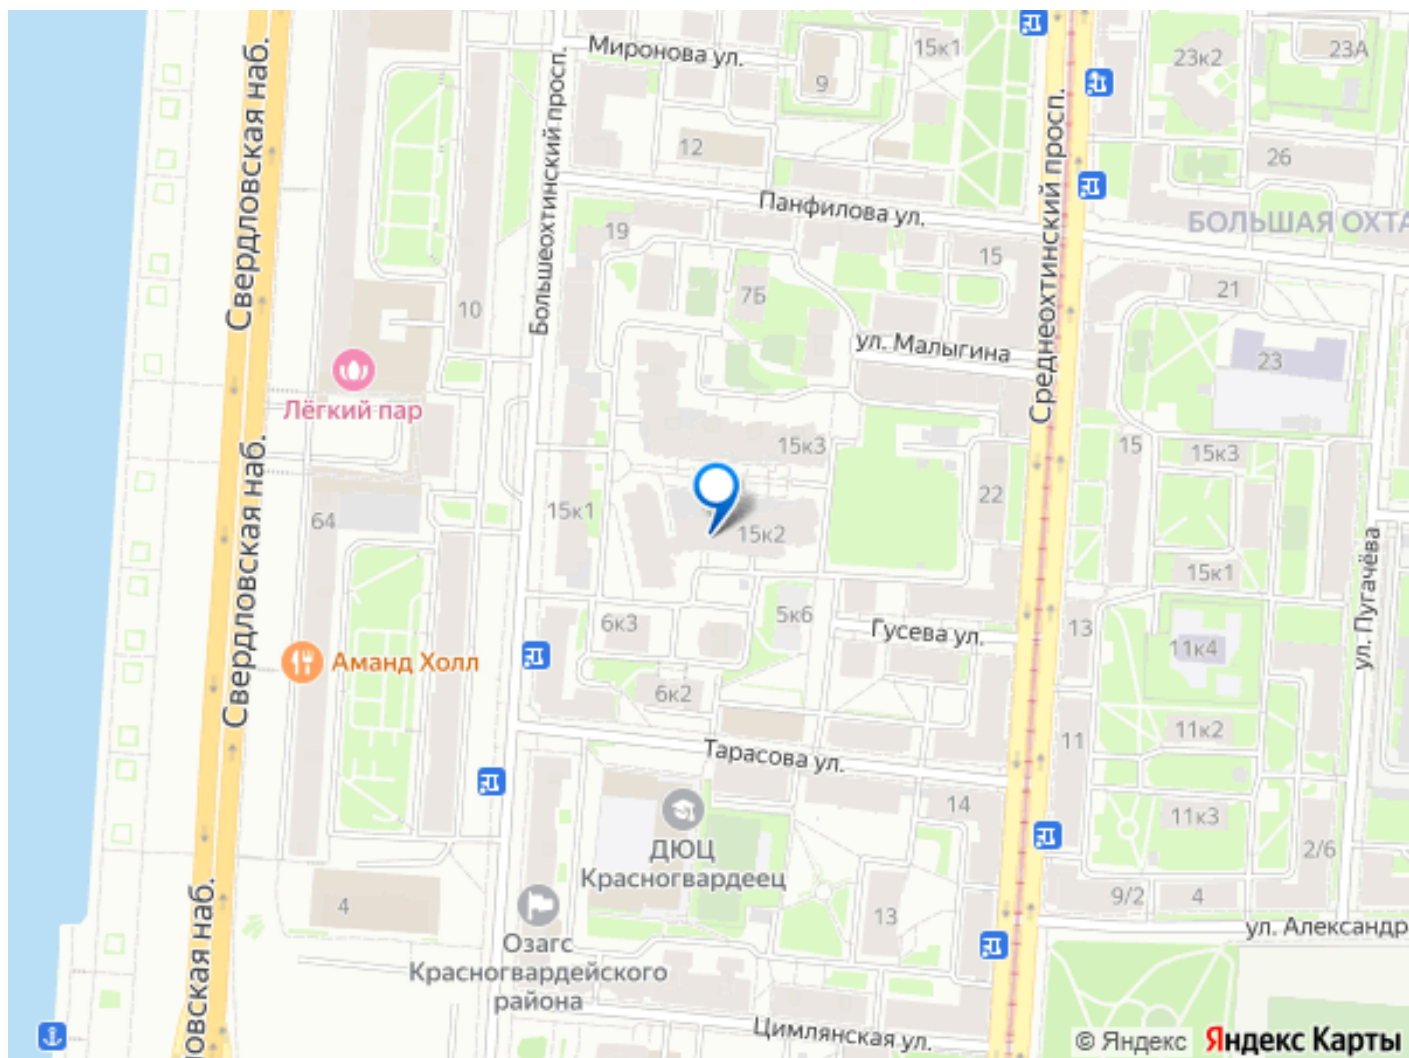 Миронова ул.
15к1
23к2
23А
9
Свердловская наб.
Большеохтинский просп.
12
26
Среднеохтинский просп.
Панфилова ул.
БОЛЬШАЯ ОХТА
19
15
7Б
21
10
ул. Малыгина
23
Лёгкий пар
15к3
15
15к3
Свердловская наб.
22
15к1
64
15к2
ул. Пугачёва
15к1
6к3
5к6
Гусева ул.
13
11к4
Аманд Холл
6к2
11к2
11
Тарасова ул.
14
11к3
ДЮЦ
Красногвардеец
2/6
4
13
9/2
4
ул. Александр
Озагс
Красногвардейского
района
овская наб.
Цимлянская ул.
© Яндекс Яндекс Карты